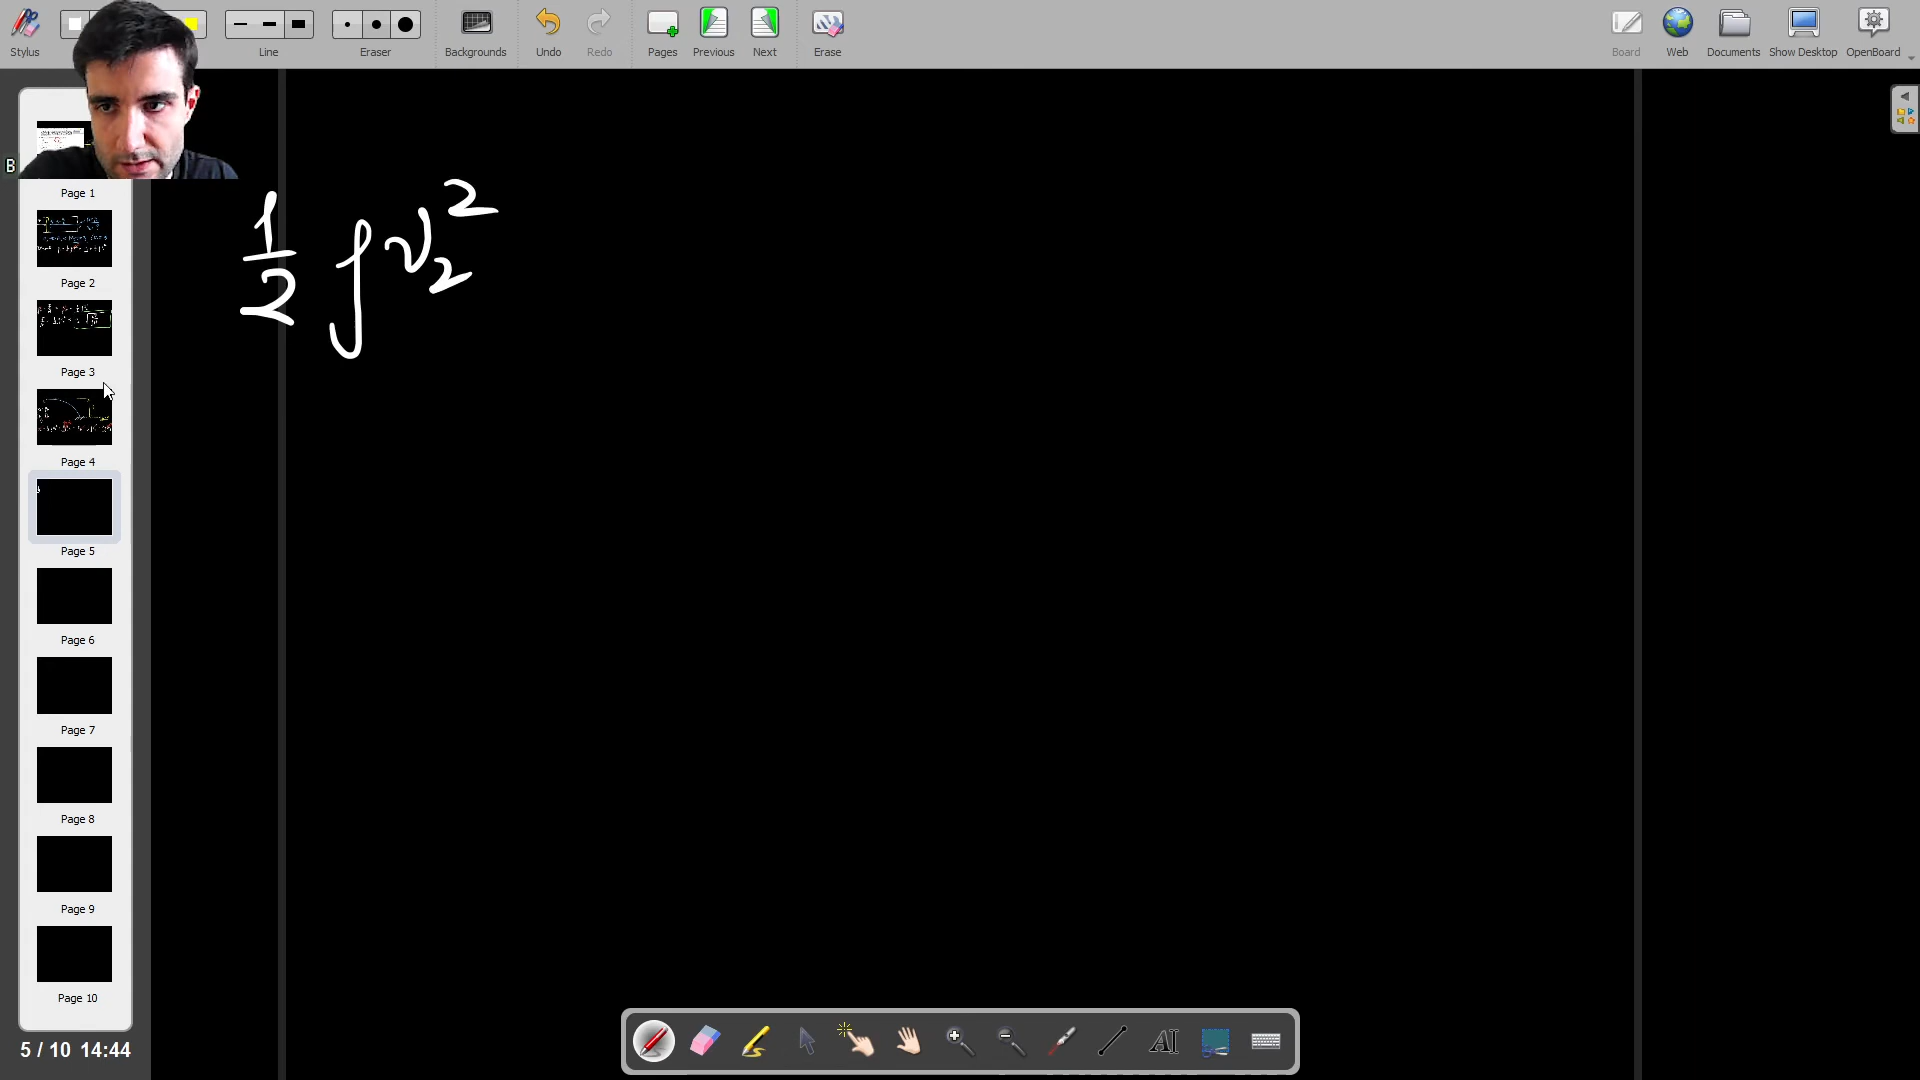 Stylus
Line
Eraser
Backgrounds
Undo
Redo
Pages
Previous
Next
Erase
Board
Web
Documents
Show Desktop
OpenBoard
B
Page 1
Page 2
Page 3
Page 4
Page 5
Page 6
Page 7
Page 8
Page 9
Page 10
5 / 10 14:44
½ ρ v₂²
AI